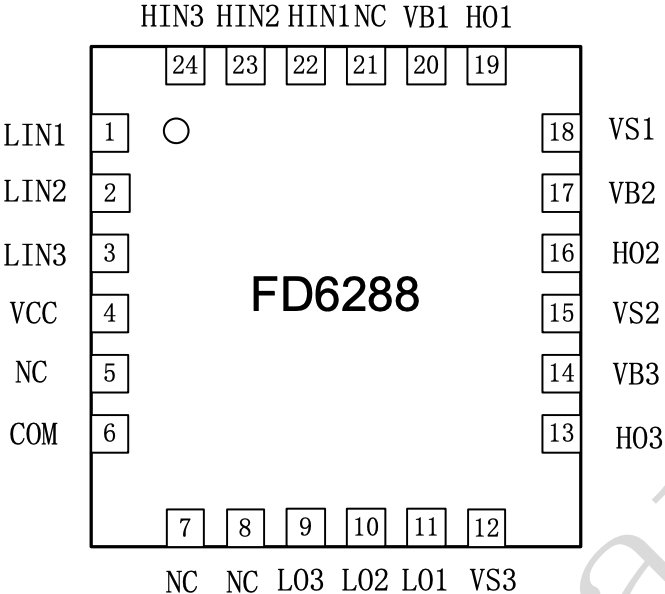 HIN3 HIN2 HIN1 NC VB1 HO1
24 23 22 21 20 19
LIN1 1 18 VS1
LIN2 2 17 VB2
LIN3 3 16 HO2
FD6288
VCC 4 15 VS2
NC 5 14 VB3
COM 6 13 HO3
7 8 9 10 11 12
NC NC LO3 LO2 LO1 VS3